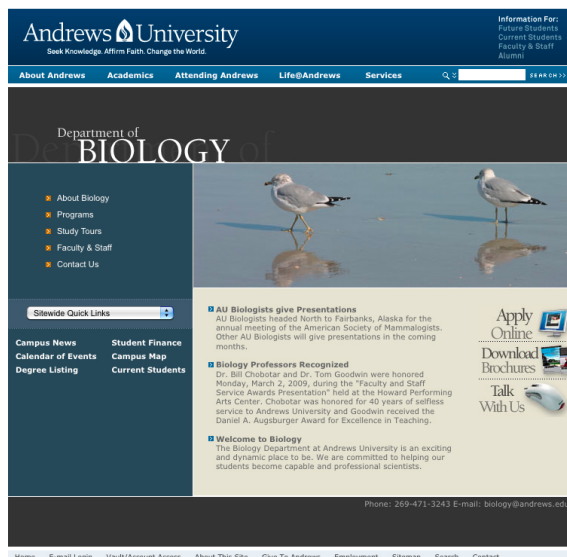 Andrews University
Seek Knowledge. Affirm Faith. Change the World.
Information For:
Future Students
Current Students
Faculty & Staff
Alumni
About Andrews Academics Attending Andrews Life@Andrews Services SEARCH>>
Department of
Department of
BIOLOGY
About Biology
Programs
Study Tours
Faculty & Staff
Contact Us
Sitewide Quick Links
Campus News Student Finance
Calendar of Events Campus Map
Degree Listing Current Students
AU Biologists give Presentations
AU Biologists headed North to Fairbanks, Alaska for the
annual meeting of the American Society of Mammalogists.
Other AU Biologists will give presentations in the coming
months.
Biology Professors Recognized
Dr. Bill Chobotar and Dr. Tom Goodwin were honored
Monday, March 2, 2009, during the "Faculty and Staff
Service Awards Presentation" held at the Howard Performing
Arts Center. Chobotar was honored for 40 years of selfless
service to Andrews University and Goodwin received the
Daniel A. Augsburger Award for Excellence in Teaching.
Welcome to Biology
The Biology Department at Andrews University is an exciting
and dynamic place to be. We are committed to helping our
students become capable and professional scientists.
Apply
Online
Download
Brochures
Talk
With Us
Phone: 269-471-3243 E-mail: biology@andrews.edu
Home E-mail Login Vault/Account Access About This Site Give To Andrews Employment Sitemap Search Contact